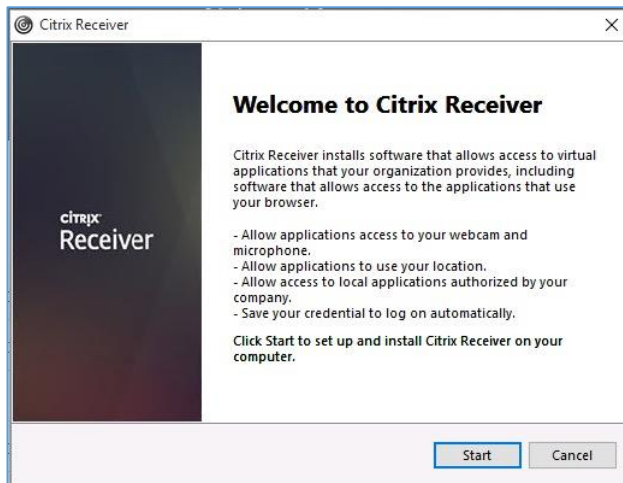 Citrix Receiver
Welcome to Citrix Receiver
Citrix Receiver installs software that allows access to virtual
applications that your organization provides, including
software that allows access to the applications that use
your browser.
- Allow applications access to your webcam and
microphone.
- Allow applications to use your location.
- Allow access to local applications authorized by your
company.
- Save your credential to log on automatically.
Click Start to set up and install Citrix Receiver on your
computer.
CITRIX
Receiver
Start Cancel